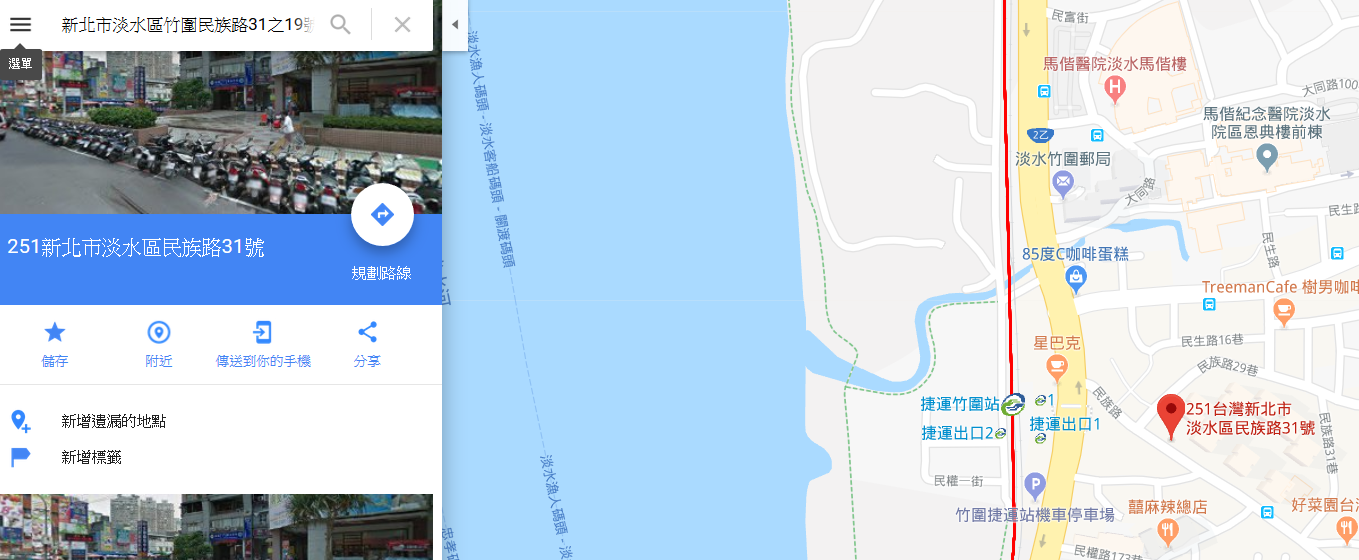 新北市淡水區竹圍民族路31之19號
選單
251新北市淡水區民族路31號
規劃路線
儲存
附近
傳送到你的手機
分享
新增遺漏的地點
新增標籤
淡水漁人碼頭 - 淡水客船碼頭 - 關渡碼頭
淡水漁人碼頭 - 淡
忠孝碼
水河
民富街
馬偕醫院淡水馬偕樓
大同路100
2乙
馬偕紀念醫院淡水
院區恩典樓前棟
淡水竹圍郵局
大同路
民生路
民生路
85度C咖啡蛋糕
TreemanCafe 樹男咖啡
星巴克
民生路16巷
民族路29巷
民族路
捷運竹圍站
1
捷運出口1
捷運出口2
251台灣新北市
淡水區民族路31號
民族路31巷
民權一街
P
竹圍捷運站機車停車場
囍麻辣總店
好菜園台
民權路173巷